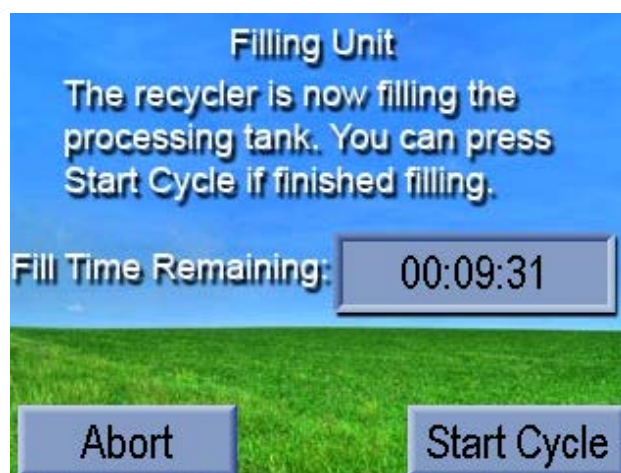 Filling Unit
The recycler is now filling the
processing tank. You can press
Start Cycle if finished filling.
Fill Time Remaining: 00:09:31
Abort Start Cycle